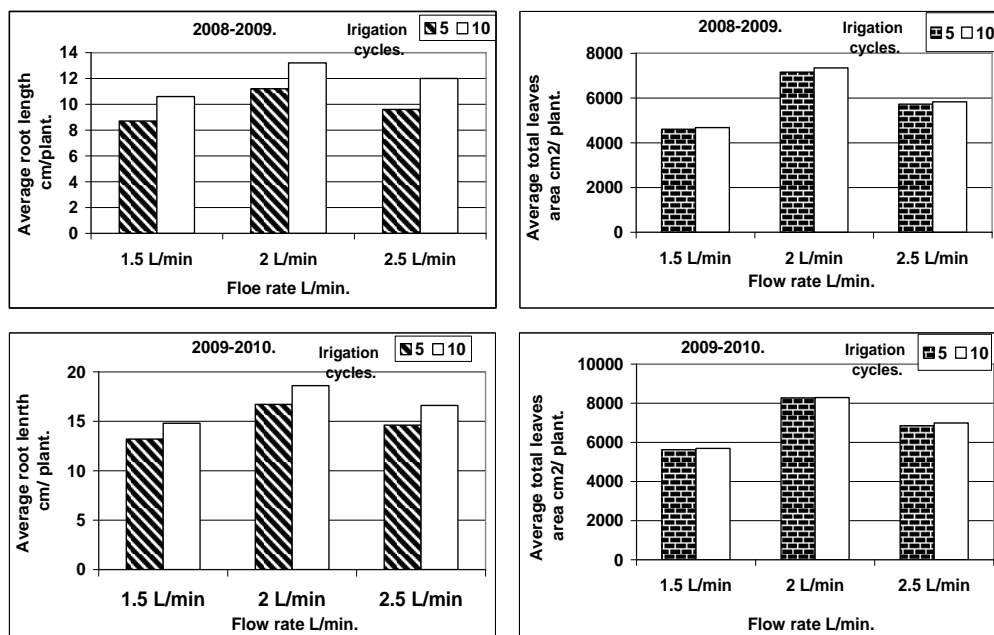 2008-2009.
Irigation
cycles.
5 10
Average root length
cm/plant.
14
12
10
8
6
4
2
0
1.5 L/min 2 L/min 2.5 L/min
Floe rate L/min.
2008-2009.
Irigation
cycles.
5 10
Average total leaves
area cm2/ plant.
8000
6000
4000
2000
0
1.5 L/min 2 L/min 2.5 L/min
Flow rate L/min.
2009-2010.
Irigation
cycles.
5 10
Average root lenrth
cm/ plant.
20
15
10
5
0
1.5 L/min 2 L/min 2.5 L/min
Flow rate L/min.
2009-2010.
Irigation
cycles.
5 10
Average total leaves
area cm2/ plant.
10000
8000
6000
4000
2000
0
1.5 L/min 2 L/min 2.5 L/min
Flow rate L/min.